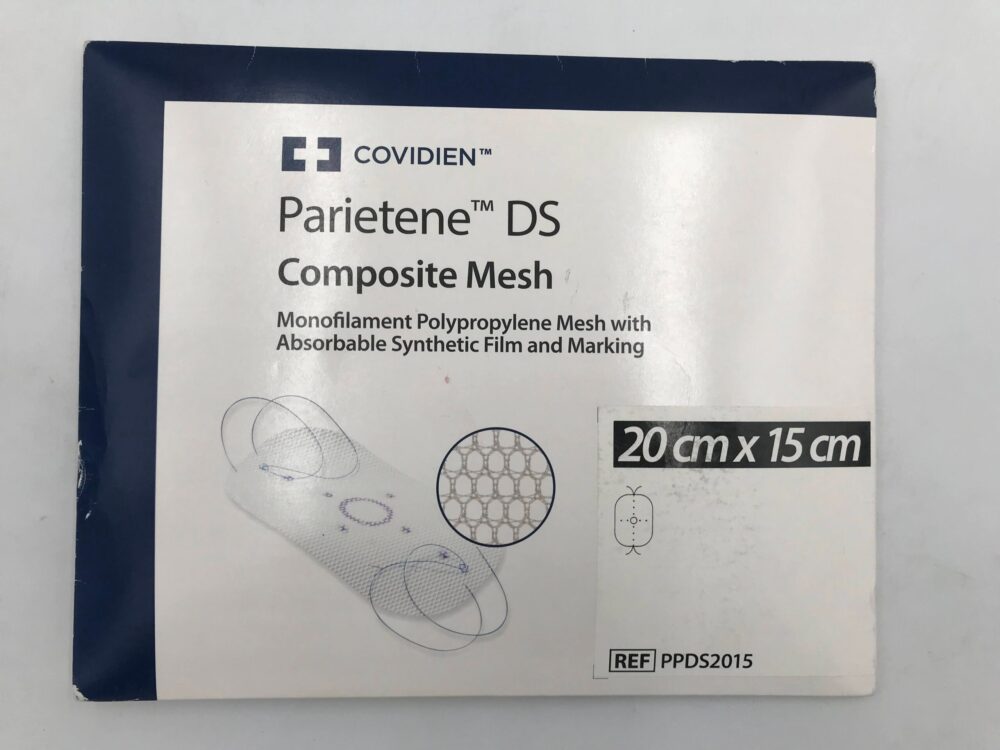 COVIDIEN™
Parietene™ DS
Composite Mesh
Monofilament Polypropylene Mesh with
Absorbable Synthetic Film and Marking
20 cm x 15 cm
REF PPDS2015